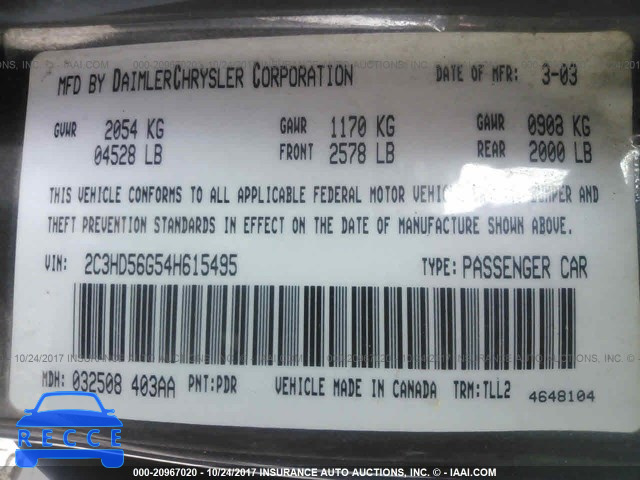 MFD BY DAIMLERCHRYSLER CORPORATION DATE OF MFR: 3-03
GVWR 2054 KG GAWR 1170 KG GAWR 0908 KG
04528 LB FRONT 2578 LB REAR 2000 LB
THIS VEHICLE CONFORMS TO ALL APPLICABLE FEDERAL MOTOR AND
THEFT PREVENTION STANDARDS IN EFFECT ON THE DATE OF MANUFACTURE SHOWN ABOVE.
VIN: 2C3HD56G54H615495 TYPE: PASSENGER CAR
MDH: 032508 403AA PNT: PDR VEHICLE MADE IN CANADA TRM: TLL2 4648104
RECCE
000-20967020 - 10/24/2017 - INSURANCE AUTO AUCTIONS, INC. - © - IAAI.COM